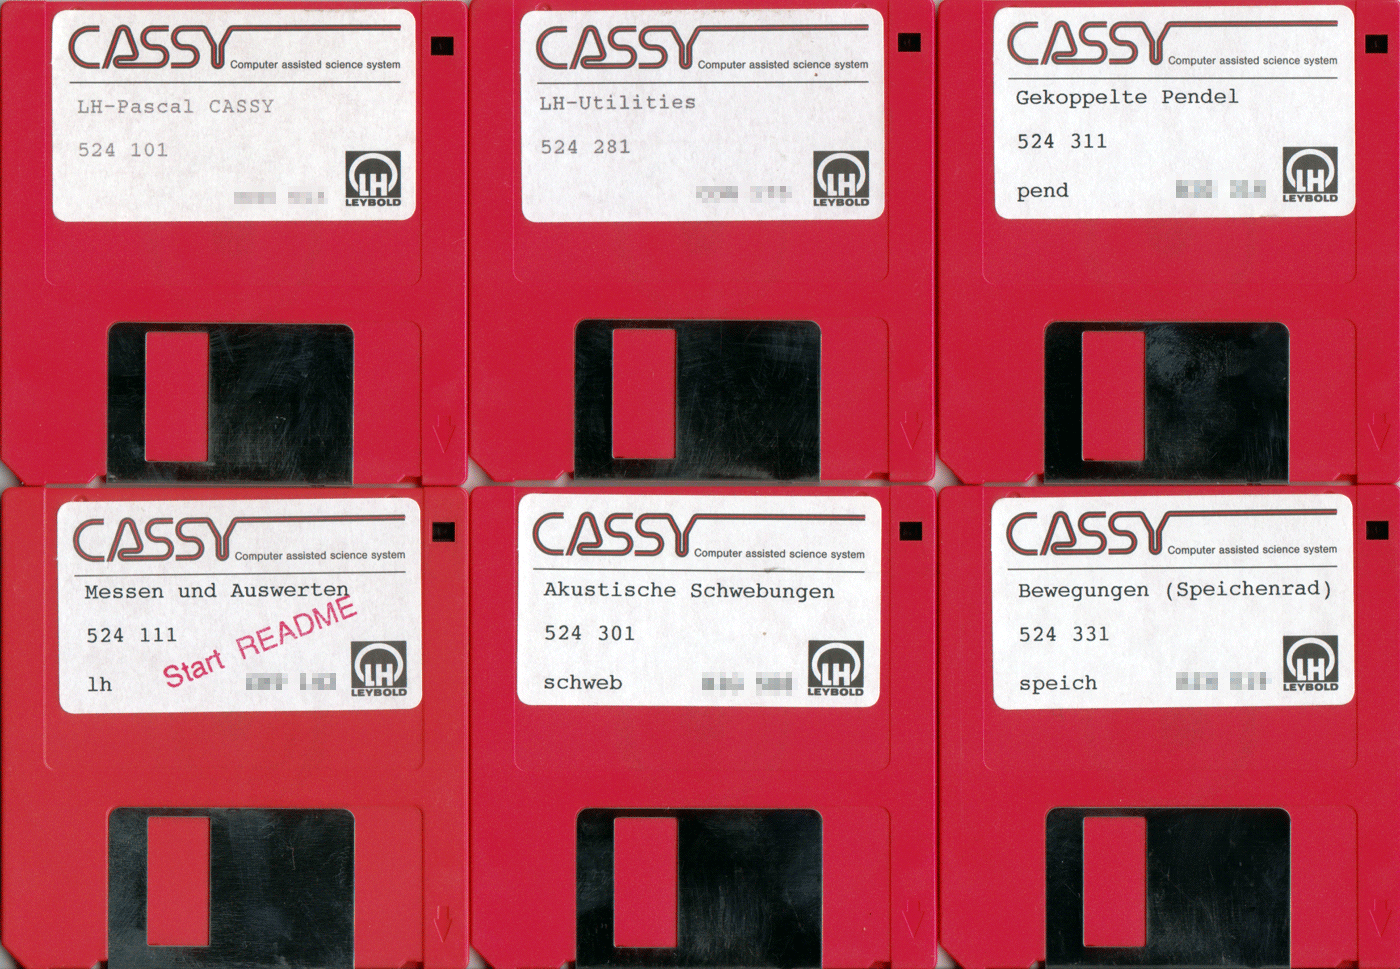 CASSY
Computer assisted science system
LH-Pascal CASSY
524 101
LH
LEYBOLD
CASSY
Computer assisted science system
LH-Utilities
524 281
LH
LEYBOLD
CASSY
Computer assisted science system
Gekoppelte Pendel
524 311
pend
LH
LEYBOLD
CASSY
Computer assisted science system
Messen und Auswerten
524 111
Start README
lh
LH
LEYBOLD
CASSY
Computer assisted science system
Akustische Schwebungen
524 301
schweb
LH
LEYBOLD
CASSY
Computer assisted science system
Bewegungen (Speichenrad)
524 331
speich
LH
LEYBOLD